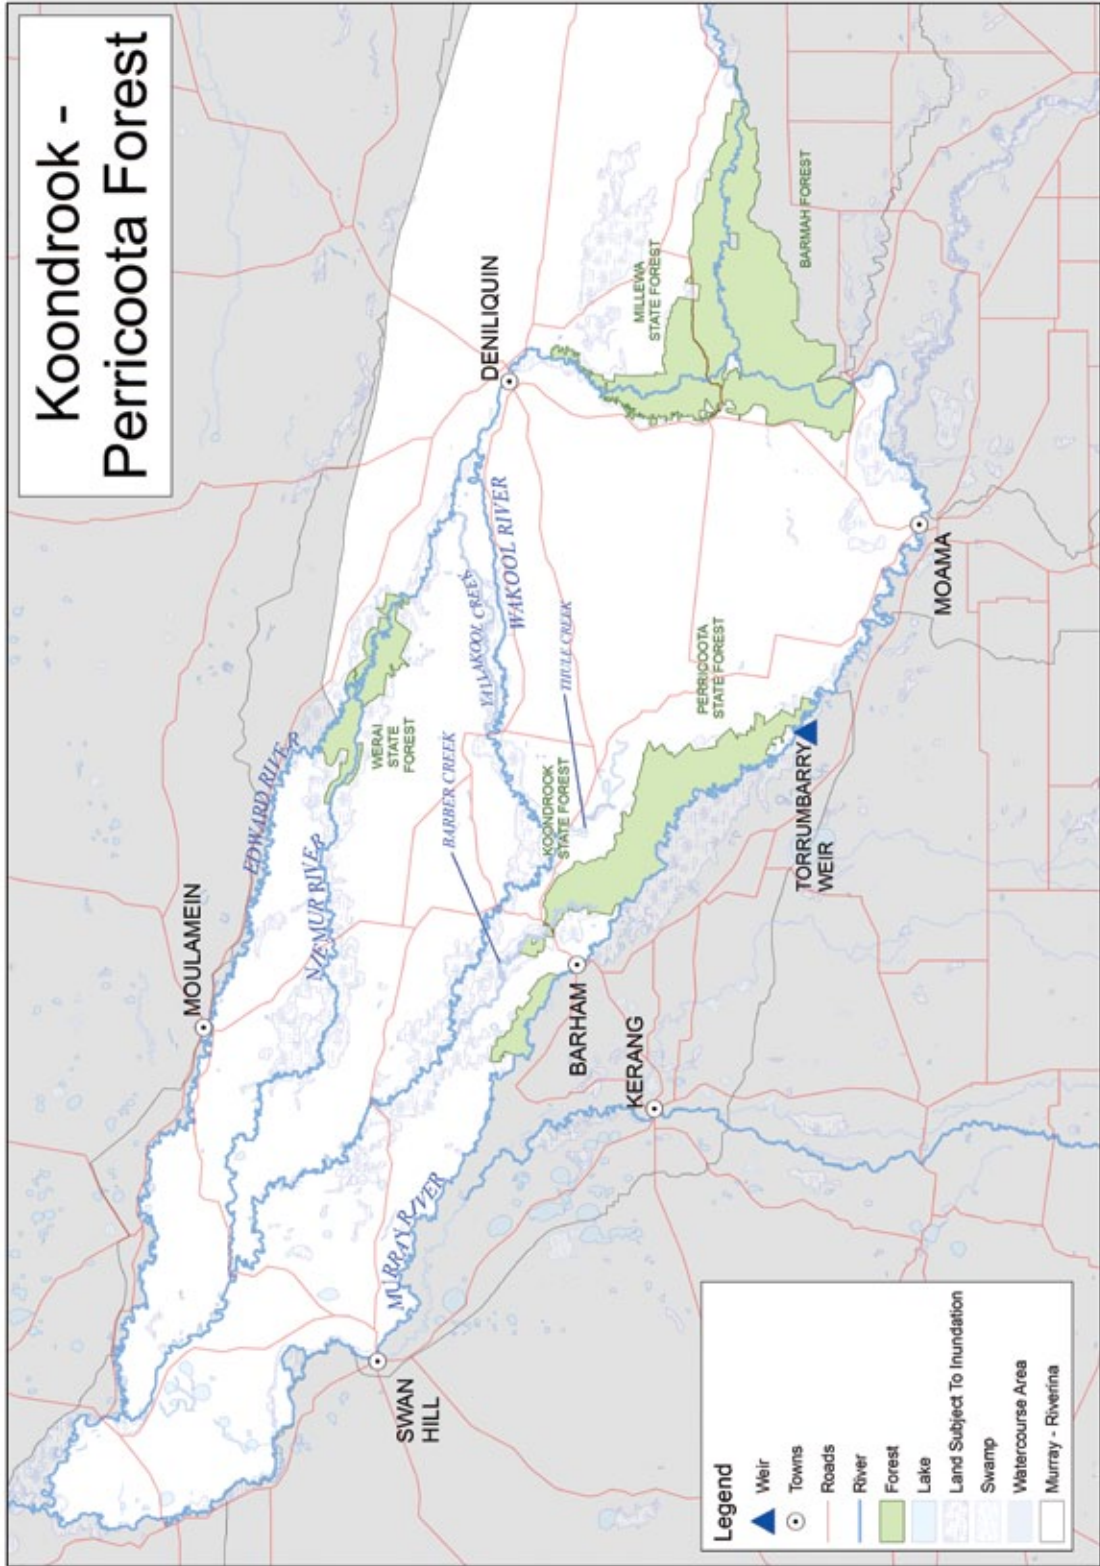 Koondrook -
Perricoota Forest
MOULAMEIN
EDWARD RIVER
NIEMUR RIVER
WERAI
STATE
FOREST
DENILIQUIN
YALLAKOOL CREEK
WAKOOL RIVER
BARBER CREEK
THULE CREEK
KOONDROOK
STATE FOREST
MILLEWA
STATE FOREST
BARMAH FOREST
PERRICOOTA
STATE FOREST
MURRAY RIVER
SWAN
HILL
BARHAM
KERANG
TORRUMBARRY
WEIR
MOAMA
Legend
Weir
Towns
Roads
River
Forest
Lake
Land Subject To Inundation
Swamp
Watercourse Area
Murray - Riverina